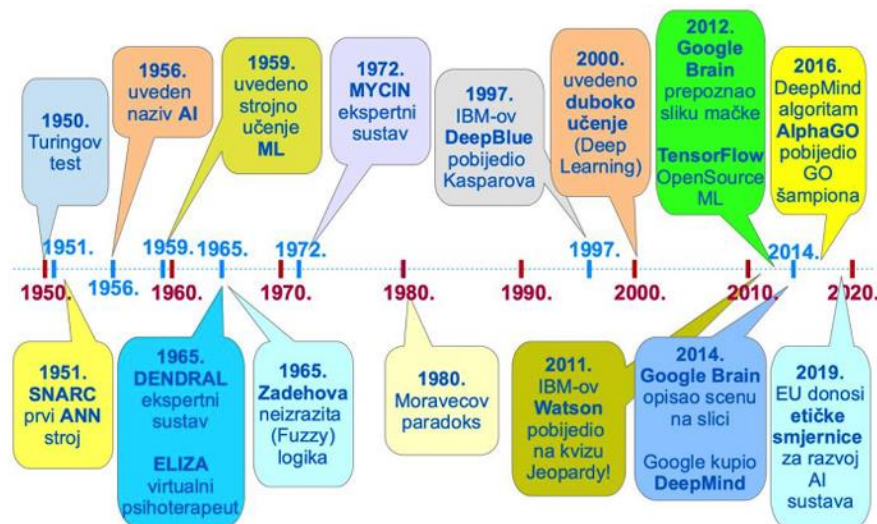 1950.
Turingov
test
1956.
uveden
naziv AI
1959.
uvedeno
strojno
učenje
ML
1972.
MYCIN
ekspertni
sustav
1997.
IBM-ov
DeepBlue
pobijedio
Kasparova
2000.
uvedeno
duboko
učenje
(Deep
Learning)
2012.
Google
Brain
prepoznao
sliku mačke
TensorFlow
OpenSource
ML
2016.
DeepMind
algoritam
AlphaGO
pobijedio
GO
šampiona
1951.
1956.
1959.
1965.
1972.
1997.
2014.
1950.
1960.
1970.
1980.
1990.
2000.
2010.
2020.
1951.
SNARC
prvi ANN
stroj
1965.
DENDRAL
ekspertni
sustav
ELIZA
virtualni
psihoterapeut
1965.
Zadehova
neizrazita
(Fuzzy)
logika
1980.
Moravecov
paradoks
2011.
IBM-ov
Watson
pobijedio
na kvizu
Jeopardy!
2014.
Google Brain
opisao scenu
na slici
Google kupio
DeepMind
2019.
EU donosi
etičke
smjernice
za razvoj
AI
sustava